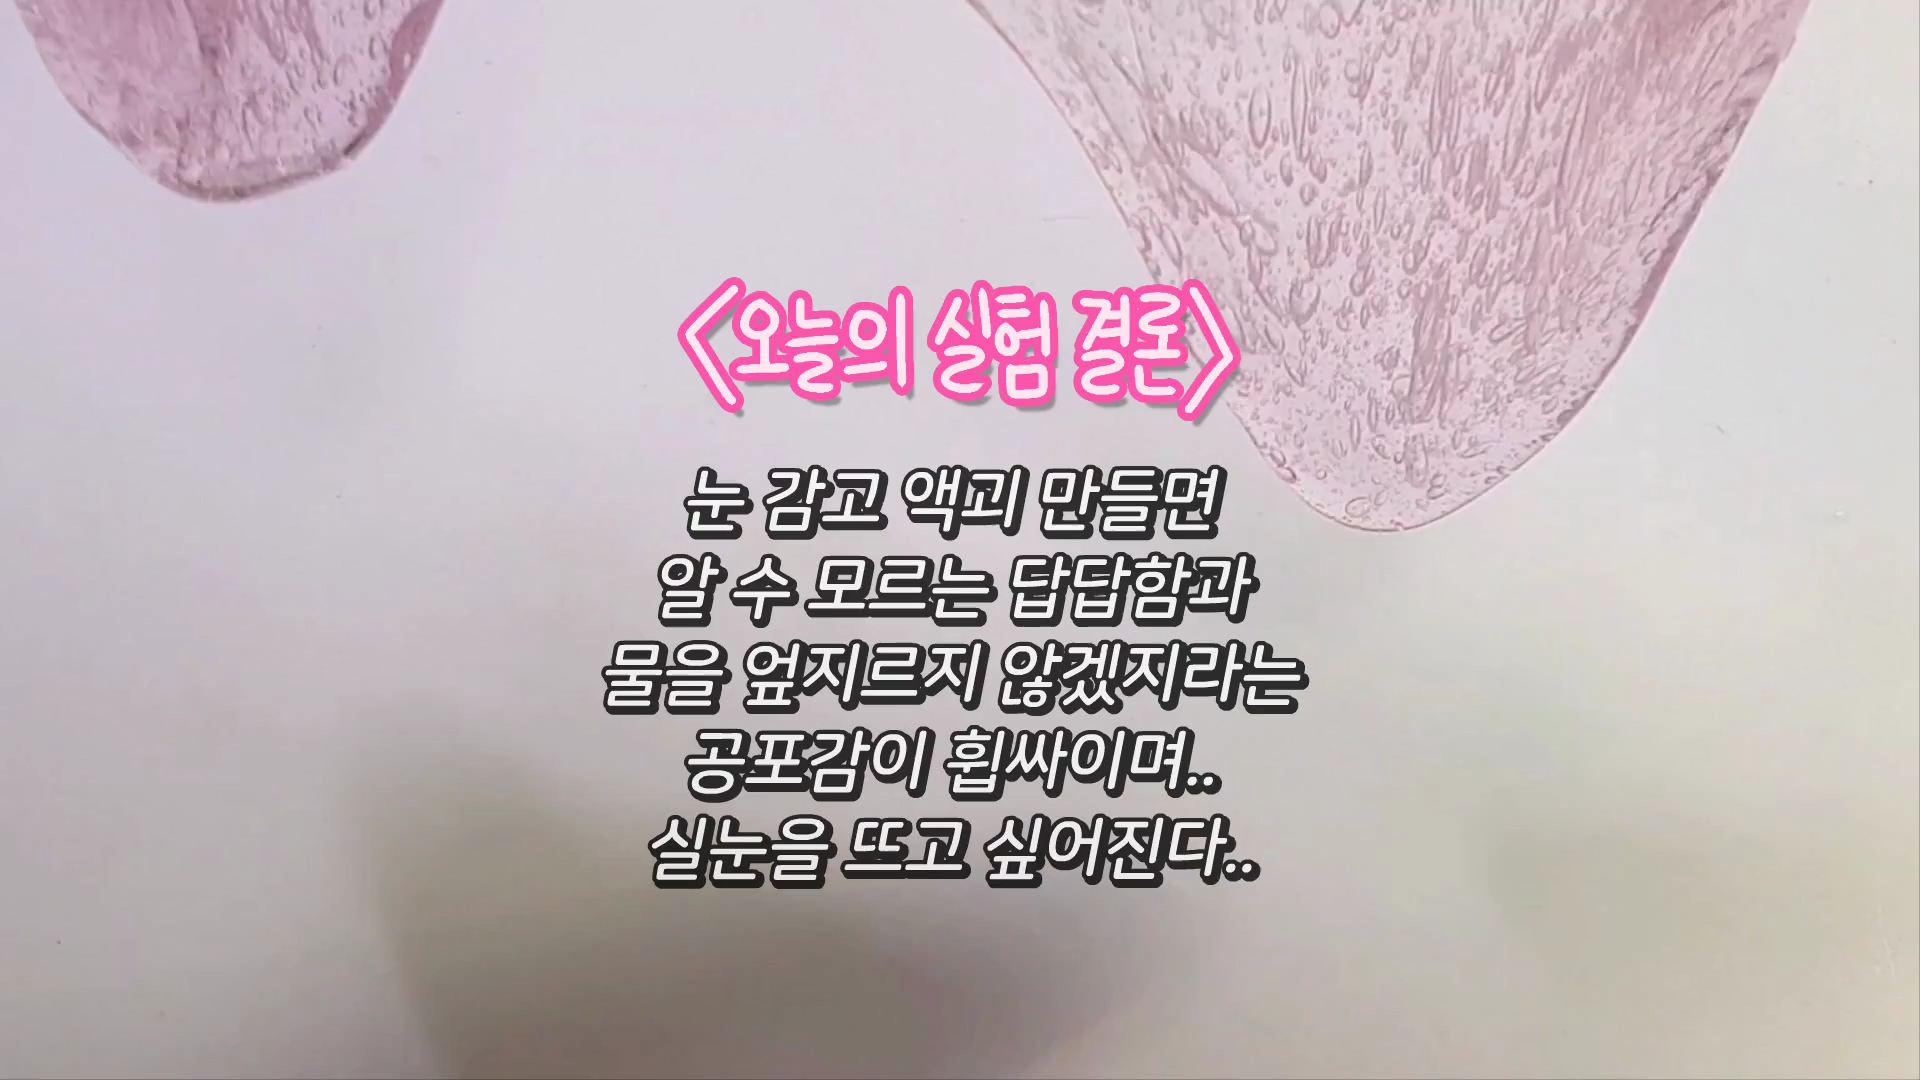 <오늘의 실험 결론>
눈 감고 액괴 만들면
알 수 모르는 답답함과
물을 엎지르지 않겠지라는
공포감이 휩싸이며..
실눈을 뜨고 싶어진다..